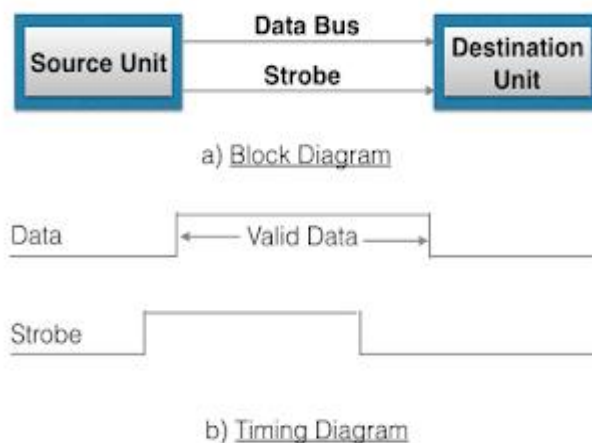 Data Bus
Source Unit
Strobe
Destination
Unit
a) Block Diagram
Data
Valid Data
Strobe
b) Timing Diagram